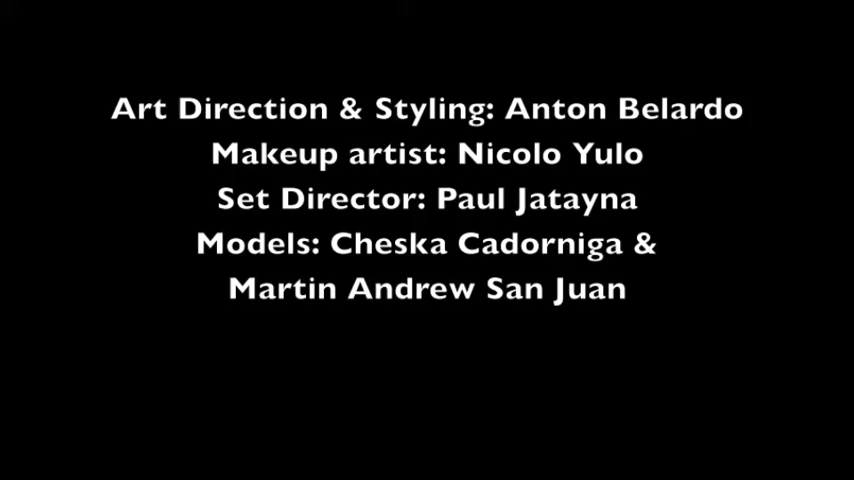 Art Direction & Styling: Anton Belardo
Makeup artist: Nicolo Yulo
Set Director: Paul Jatayna
Models: Cheska Cadorniga &
Martin Andrew San Juan